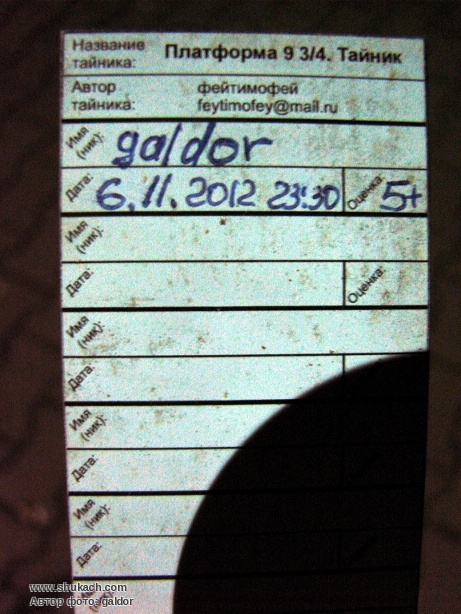 Название Платформа 9 3/4. Тайник
тайника:
Автор фейтимофей
тайника: feytimofey@mail.ru
Имя (ник): galdor
Дата: 6.11.2012 23:30 Оценка: 5+
Имя (ник):
Дата: Оценка:
Имя (ник):
Дата:
Имя (ник):
Дата:
Имя (ник):
Дата:
Имя
www.shukach.com
Автор фото: galdor